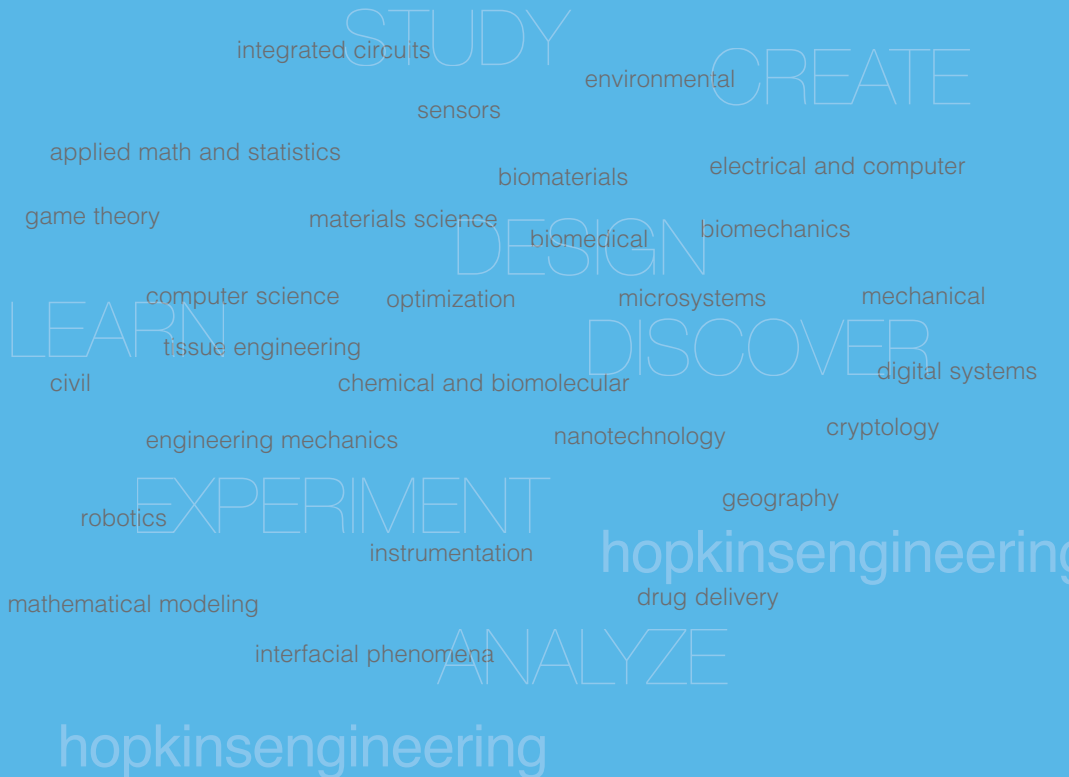 STUDY
integrated circuits
CREATE
environmental
sensors
applied math and statistics
electrical and computer
biomaterials
game theory
materials science
biomechanics
DESIGN
biomedical
computer science
optimization
microsystems
mechanical
LEARN
tissue engineering
DISCOVER
digital systems
civil
chemical and biomolecular
engineering mechanics
nanotechnology
cryptology
EXPERIMENT
geography
robotics
instrumentation
hopkinsengineering
mathematical modeling
drug delivery
interfacial phenomena
ANALYZE
hopkinsengineering